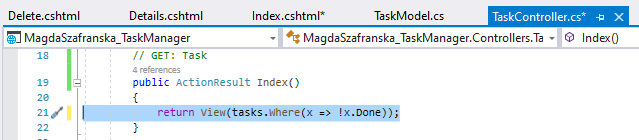 Delete.cshtml Details.cshtml Index.cshtml* TaskModel.cs TaskController.cs*
MagdaSzafranska_TaskManager MagdaSzafranska_TaskManager.Controllers.Ta Index()
18 // GET: Task
4 references
19 public ActionResult Index()
20 {
21 return View(tasks.Where(x => !x.Done));
22 }